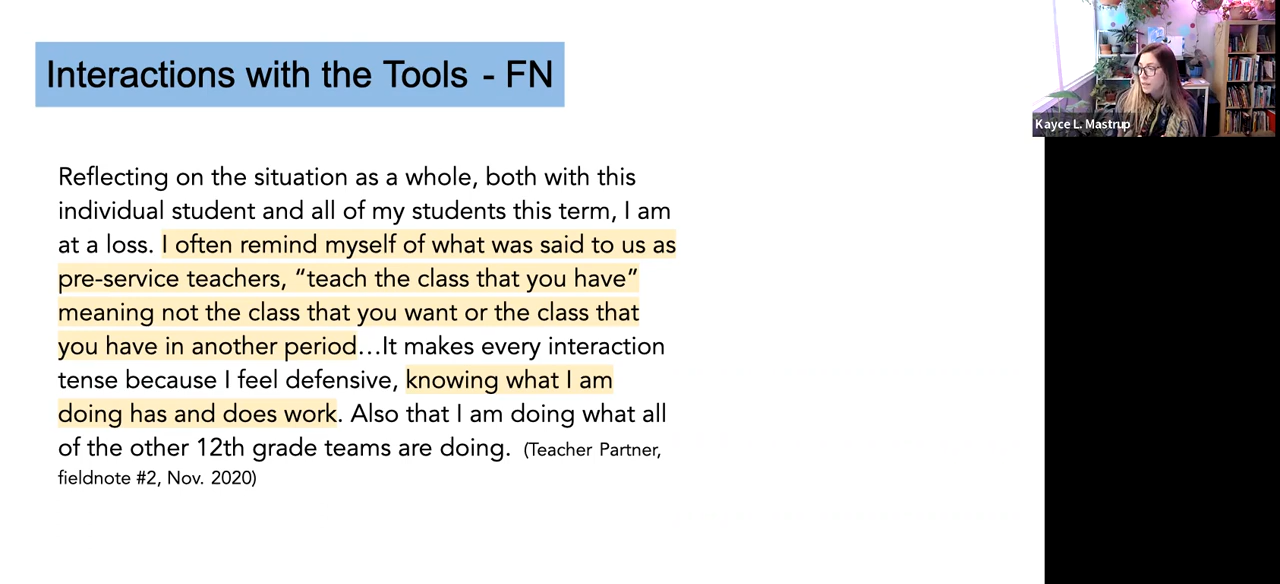 Interactions with the Tools - FN
Kayce L. Mastrup
Reflecting on the situation as a whole, both with this
individual student and all of my students this term, I am
at a loss. I often remind myself of what was said to us as
pre-service teachers, “teach the class that you have”
meaning not the class that you want or the class that
you have in another period…It makes every interaction
tense because I feel defensive, knowing what I am
doing has and does work. Also that I am doing what all
of the other 12th grade teams are doing. (Teacher Partner,
fieldnote #2, Nov. 2020)